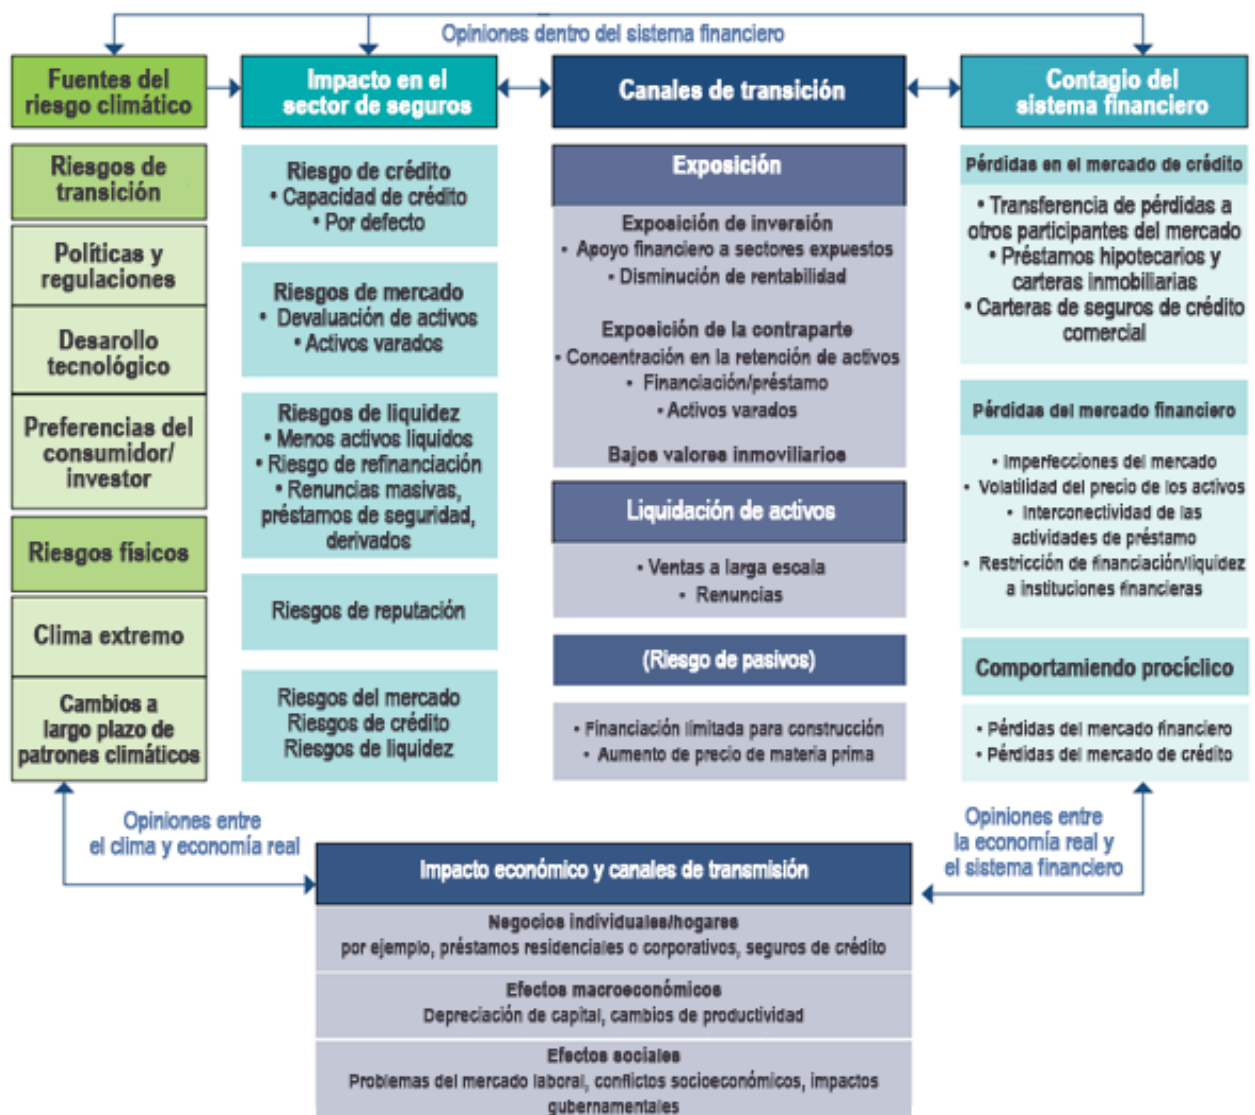 Opiniones dentro del sistema financiero
Fuentes del
riesgo climático
Impacto en el
sector de seguros
Canales de transición
Contagio del
sistema financiero
Riesgos de
transición
Políticas y
regulaciones
Desarollo
tecnológico
Preferencias del
consumidor/
investor
Riesgos físicos
Clima extremo
Cambios a
largo plazo de
patrones climáticos
Riesgo de crédito
• Capacidad de crédito
• Por defecto
Riesgos de mercado
• Devaluación de activos
• Activos varados
Riesgos de liquidez
• Menos activos liquidos
• Riesgo de refinanciación
• Renuncias masivas,
préstamos de seguridad,
derivados
Riesgos de reputación
Riesgos del mercado
Riesgos de crédito
Riesgos de liquidez
Exposición
Exposición de inversión
• Apoyo financiero a sectores expuestos
• Disminución de rentabilidad
Exposición de la contraparte
• Concentración en la retención de activos
• Financiación/préstamo
• Activos varados
Bajos valores inmoviliarios
Liquidación de activos
• Ventas a larga escala
• Renuncias
(Riesgo de pasivos)
• Financiación limitada para construcción
• Aumento de precio de materia prima
Pérdidas en el mercado de crédito
• Transferencia de pérdidas a
otros participantes del mercado
• Préstamos hipotecarios y
carteras inmobiliarias
• Carteras de seguros de crédito
comercial
Pérdidas del mercado financiero
• Imperfecciones del mercado
• Volatilidad del precio de los activos
• Interconectividad de las
actividades de préstamo
• Restricción de financiación/liquidez
a instituciones financieras
Comportamiendo procíclico
• Pérdidas del mercado financiero
• Pérdidas del mercado de crédito
Opiniones entre
el clima y economía real
Opiniones entre
la economía real y
el sistema financiero
Impacto económico y canales de transmisión
Negocios individuales/hogares
por ejemplo, préstamos residenciales o corporativos, seguros de crédito
Efectos macroeconómicos
Depreciación de capital, cambios de productividad
Efectos sociales
Problemas del mercado laboral, conflictos socioeconómicos, impactos
gubernamentales